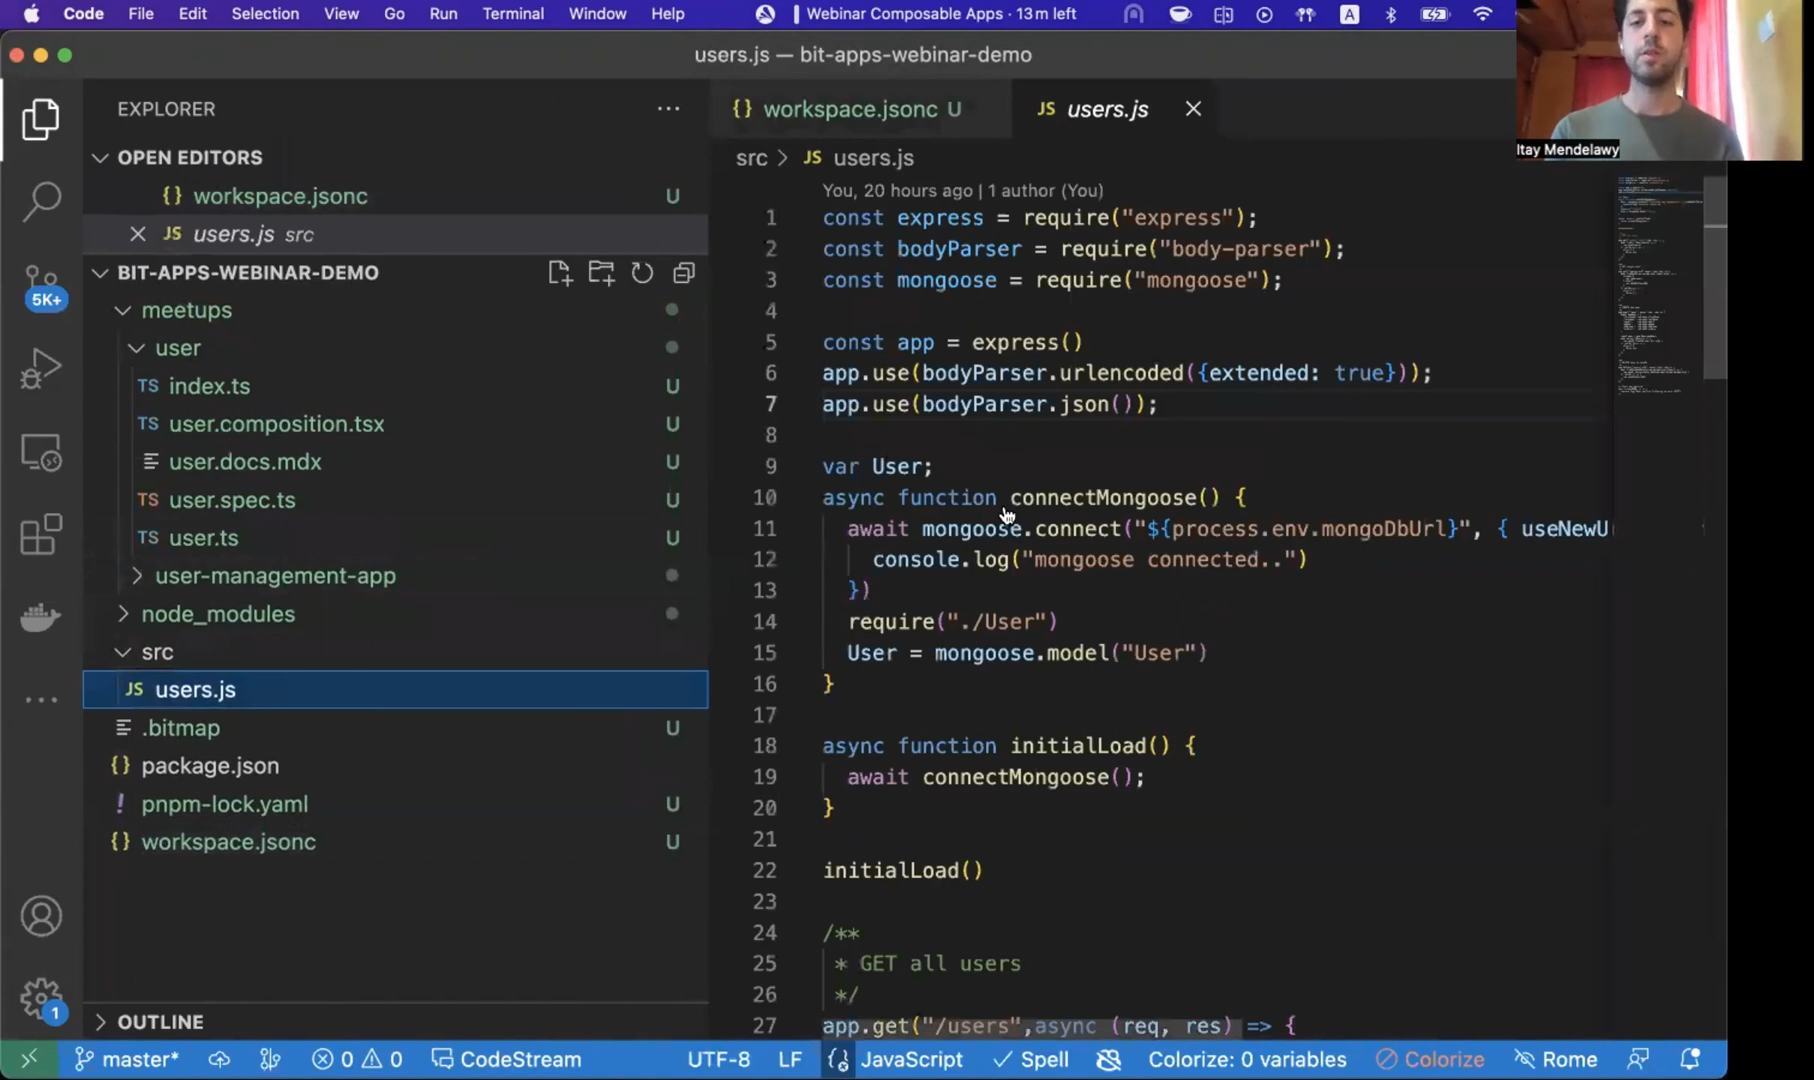 Code File Edit Selection View Go Run Terminal Window Help Webinar Composable Apps · 13m left A
users.js — bit-apps-webinar-demo
Itay Mendelawy
EXPLORER
OPEN EDITORS
{} workspace.jsonc U
JS users.js src
BIT-APPS-WEBINAR-DEMO
5K+
meetups
user
TS index.ts U
TS user.composition.tsx U
user.docs.mdx U
TS user.spec.ts U
TS user.ts U
user-management-app
node_modules
src
JS users.js
.bitmap U
{} package.json
! pnpm-lock.yaml U
{} workspace.jsonc U
1
OUTLINE
{} workspace.jsonc U JS users.js
src > JS users.js
You, 20 hours ago | 1 author (You)
1 const express = require("express");
2 const bodyParser = require("body-parser");
3 const mongoose = require("mongoose");
4
5 const app = express()
6 app.use(bodyParser.urlencoded({extended: true}));
7 app.use(bodyParser.json());
8
9 var User;
10 async function connectMongoose() {
11 await mongoose.connect("${process.env.mongoDbUrl}", { useNewU
12 console.log("mongoose connected..")
13 })
14 require("./User")
15 User = mongoose.model("User")
16 }
17
18 async function initialLoad() {
19 await connectMongoose();
20 }
21
22 initialLoad()
23
24 /**
25 * GET all users
26 */
27 app.get("/users",async (req, res) => {
master* 0 0 CodeStream UTF-8 LF JavaScript Spell Colorize: 0 variables Colorize Rome